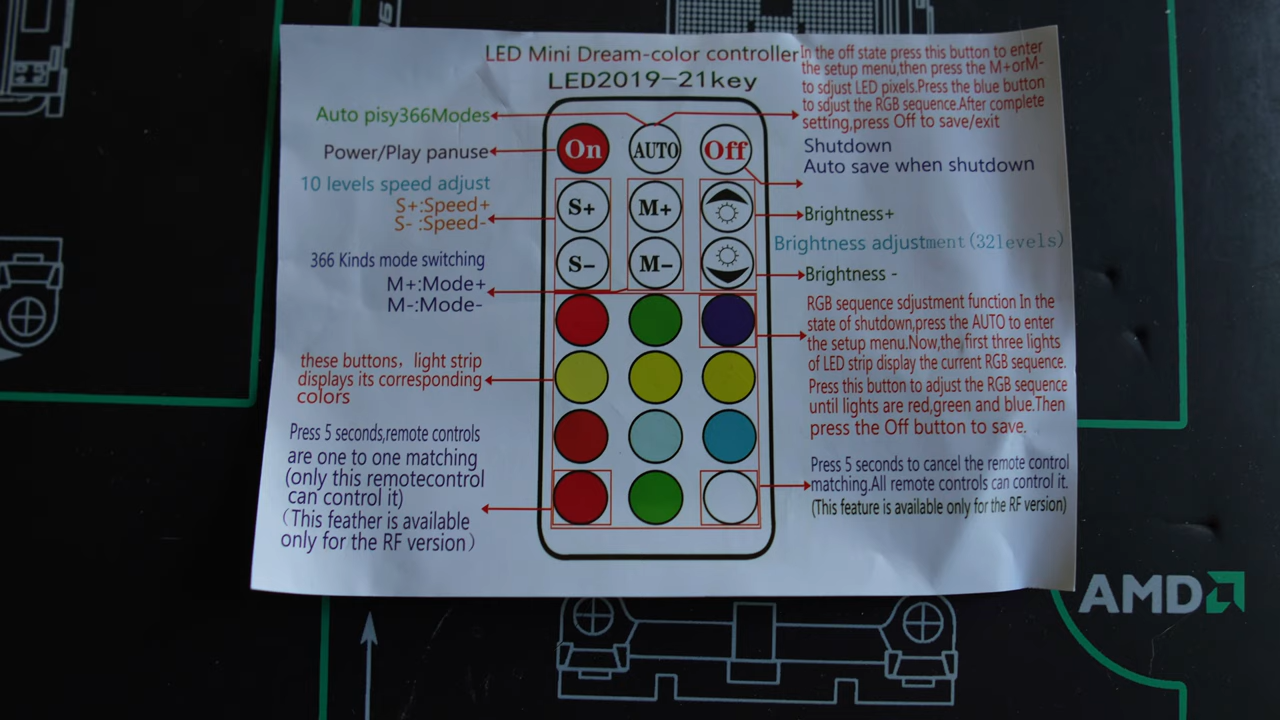 LED Mini Dream-color controller
LED2019-21key
Auto pisy366Modes
Power/Play panuse
10 levels speed adjust
S+:Speed+
S- :Speed-
366 Kinds mode switching
M+:Mode+
M-:Mode-
these buttons, light strip
displays its corresponding
colors
Press 5 seconds,remote controls
are one to one matching
(only this remotecontrol
can control it)
(This feather is available
only for the RF version)
On
AUTO
Off
S+
M+
S-
M-
In the off state press this button to enter
the setup menu,then press the M+orM-
to sdjust LED pixels.Press the blue button
to sdjust the RGB sequence.After complete
setting,press Off to save/exit
Shutdown
Auto save when shutdown
Brightness+
Brightness adjustment(32levels)
Brightness -
RGB sequence sdjustment function In the
state of shutdown,press the AUTO to enter
the setup menu.Now,the first three lights
of LED strip display the current RGB sequence.
Press this button to adjust the RGB sequence
until lights are red,green and blue.Then
press the Off button to save.
Press 5 seconds to cancel the remote control
matching.All remote controls can control it.
(This feature is available only for the RF version)
AMD